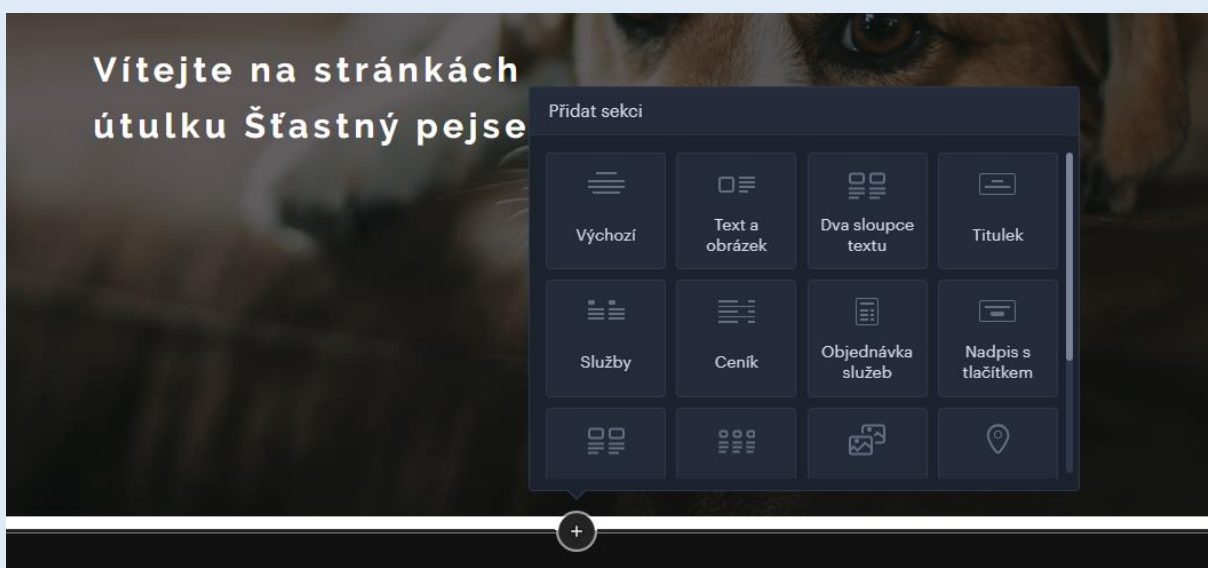 Vítejte na stránkách
útulku Šťastný pejse
Přidat sekci
Výchozí
Text a
obrázek
Dva sloupce
textu
Titulek
Služby
Ceník
Objednávka
služeb
Nadpis s
tlačítkem